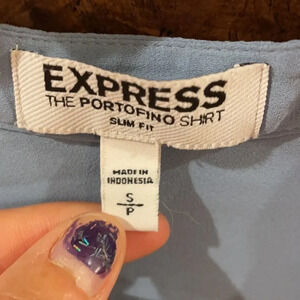 EXPRESS
THE PORTOFINO SHIRT
SLIM FIT
MADE IN
INDONESIA
S
P